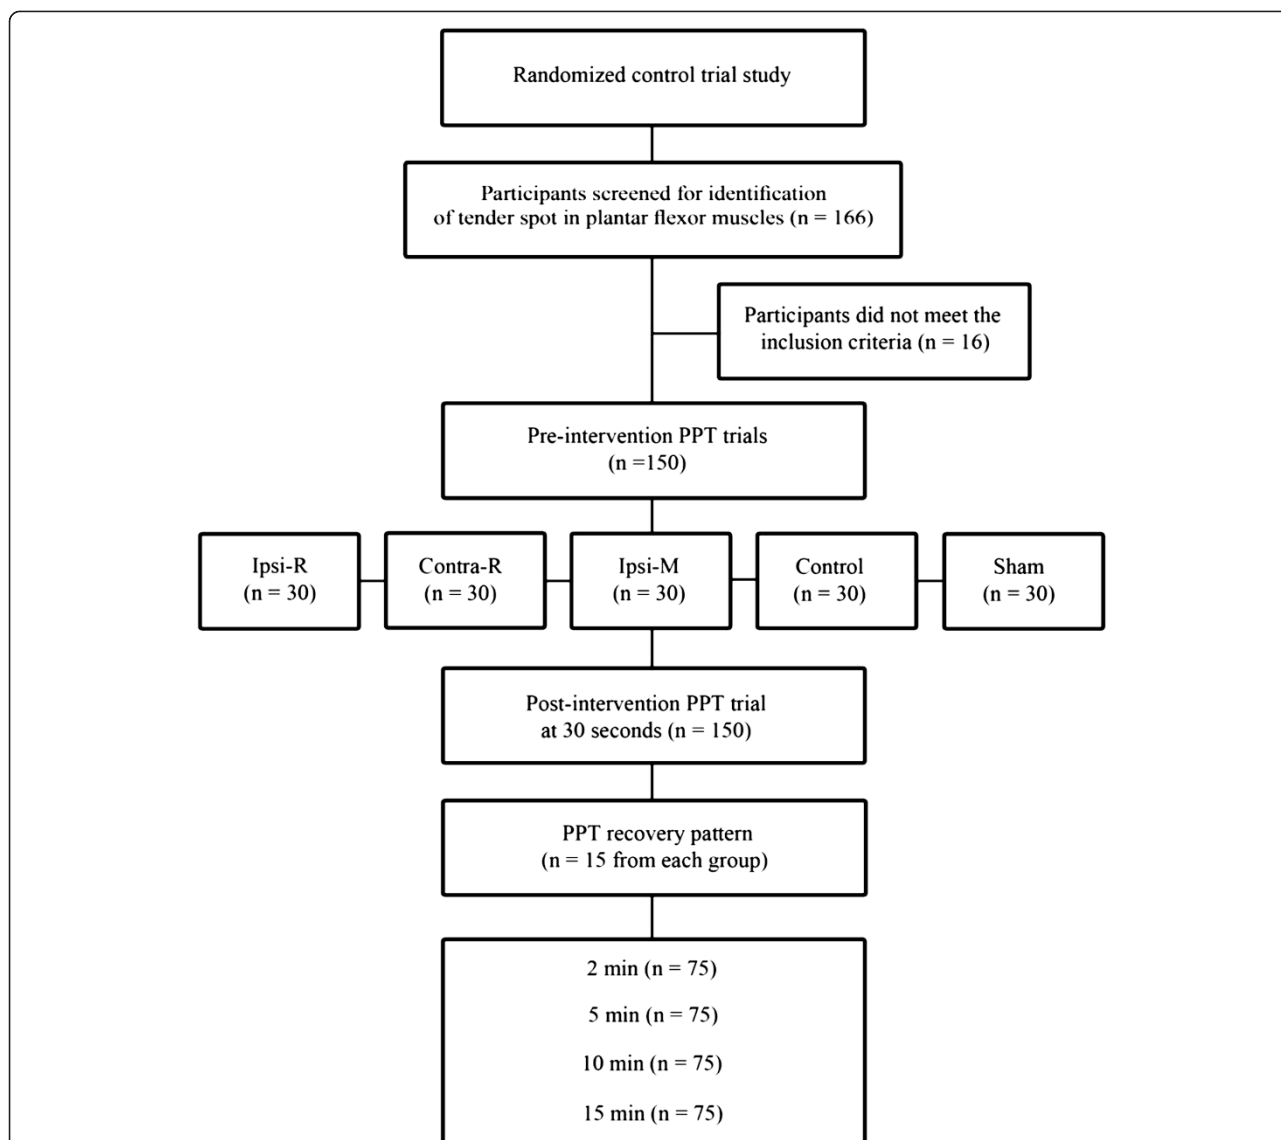 Randomized control trial study
Participants screened for identification
of tender spot in plantar flexor muscles (n = 166)
Participants did not meet the
inclusion criteria (n = 16)
Pre-intervention PPT trials
(n =150)
Ipsi-R
(n = 30)
Contra-R
(n = 30)
Ipsi-M
(n = 30)
Control
(n = 30)
Sham
(n = 30)
Post-intervention PPT trial
at 30 seconds (n = 150)
PPT recovery pattern
(n = 15 from each group)
2 min (n = 75)
5 min (n = 75)
10 min (n = 75)
15 min (n = 75)